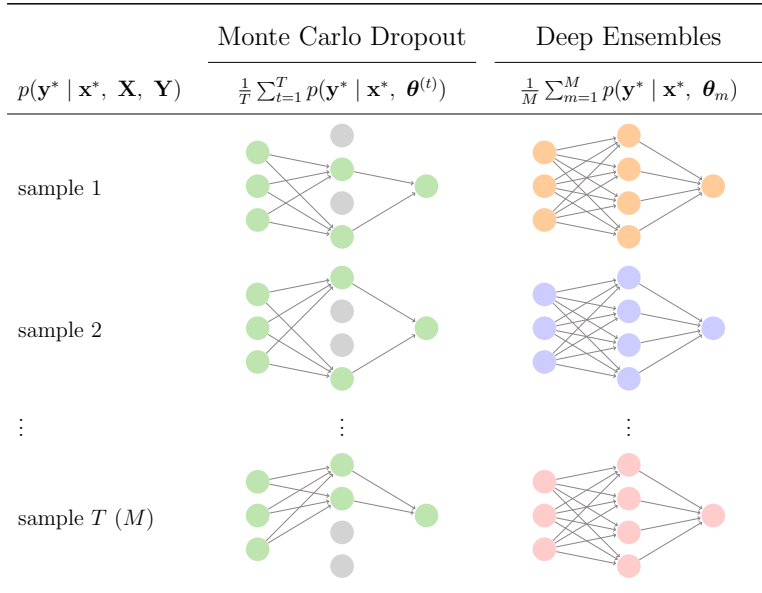 Monte Carlo Dropout Deep Ensembles
p(y* | x*, X, Y) 1/T ∑_{t=1}^{T} p(y* | x*, θ^{(t)}) 1/M ∑_{m=1}^{M} p(y* | x*, θ_m)
sample 1
sample 2
⋮ ⋮ ⋮
sample T (M)